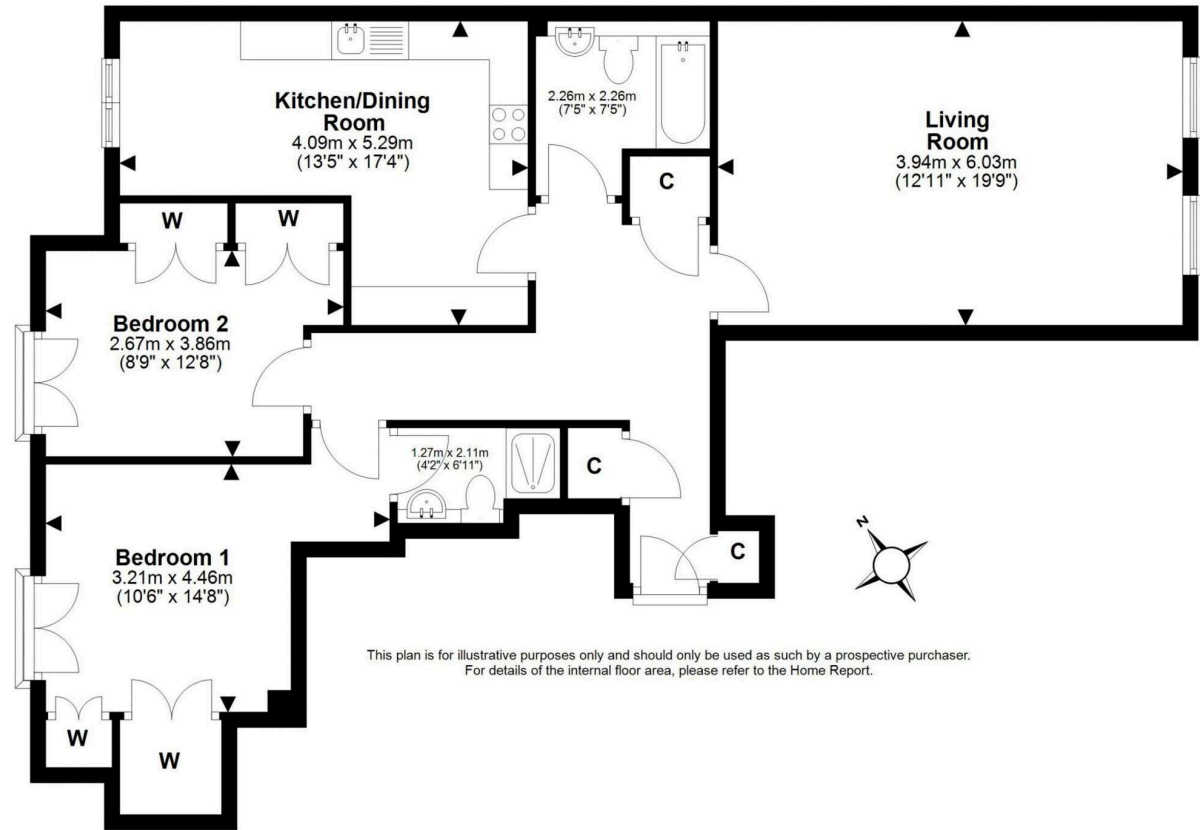 Kitchen/Dining
Room
4.09m x 5.29m
(13'5" x 17'4")
2.26m x 2.26m
(7'5" x 7'5")
Living
Room
3.94m x 6.03m
(12'11" x 19'9")
C
W
W
Bedroom 2
2.67m x 3.86m
(8'9" x 12'8")
1.27m x 2.11m
(4'2" x 6'11")
C
Bedroom 1
3.21m x 4.46m
(10'6" x 14'8")
C
N
This plan is for illustrative purposes only and should only be used as such by a prospective purchaser.
For details of the internal floor area, please refer to the Home Report.
W
W